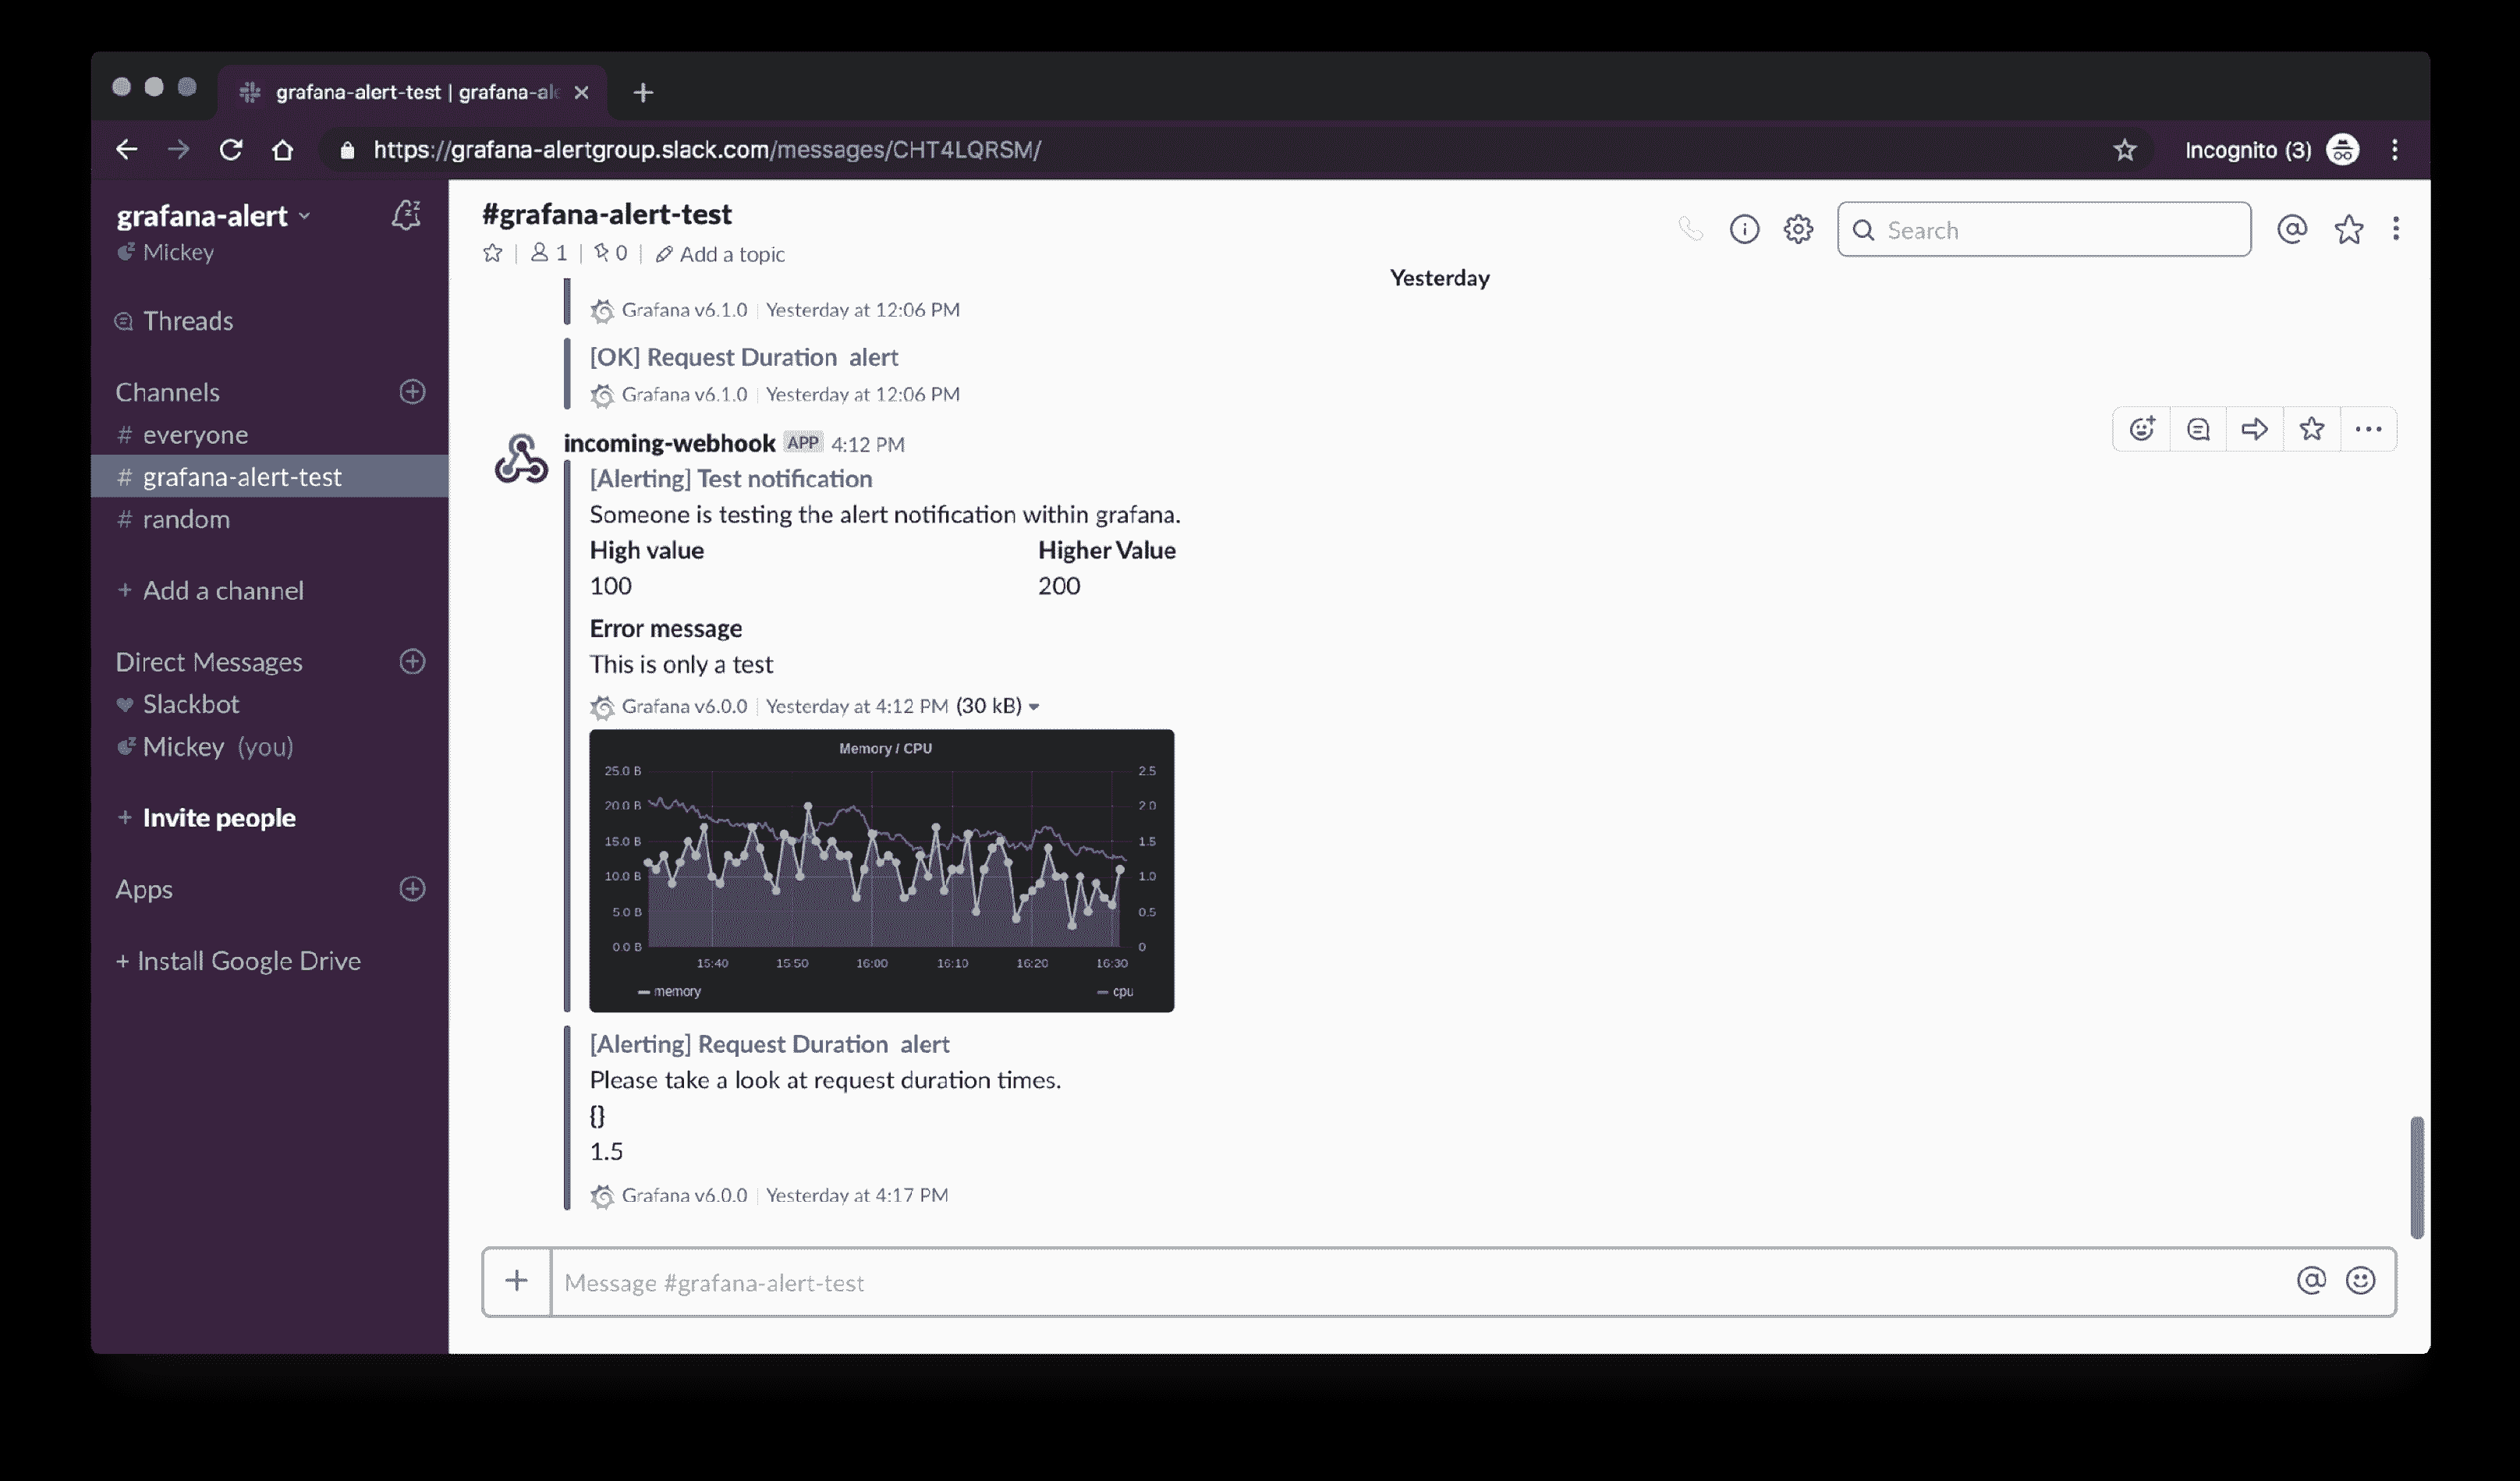 grafana-alert-test | grafana-al
https://grafana-alertgroup.slack.com/messages/CHT4LQRSM/
Incognito (3)
grafana-alert
Mickey
Threads
Channels
# everyone
# grafana-alert-test
# random
+ Add a channel
Direct Messages
Slackbot
Mickey (you)
+ Invite people
Apps
+ Install Google Drive
#grafana-alert-test
1 | 0 | Add a topic
Search
Yesterday
Grafana v6.1.0 | Yesterday at 12:06 PM
[OK] Request Duration alert
Grafana v6.1.0 | Yesterday at 12:06 PM
incoming-webhook APP 4:12 PM
[Alerting] Test notification
Someone is testing the alert notification within grafana.
High value Higher Value
100 200
Error message
This is only a test
Grafana v6.0.0 | Yesterday at 4:12 PM (30 kB)
Memory / CPU
25.0 B 2.5
20.0 B 2.0
15.0 B 1.5
10.0 B 1.0
5.0 B 0.5
0.0 B 0
15:40 15:50 16:00 16:10 16:20 16:30
memory cpu
[Alerting] Request Duration alert
Please take a look at request duration times.
{}
1.5
Grafana v6.0.0 | Yesterday at 4:17 PM
Message #grafana-alert-test